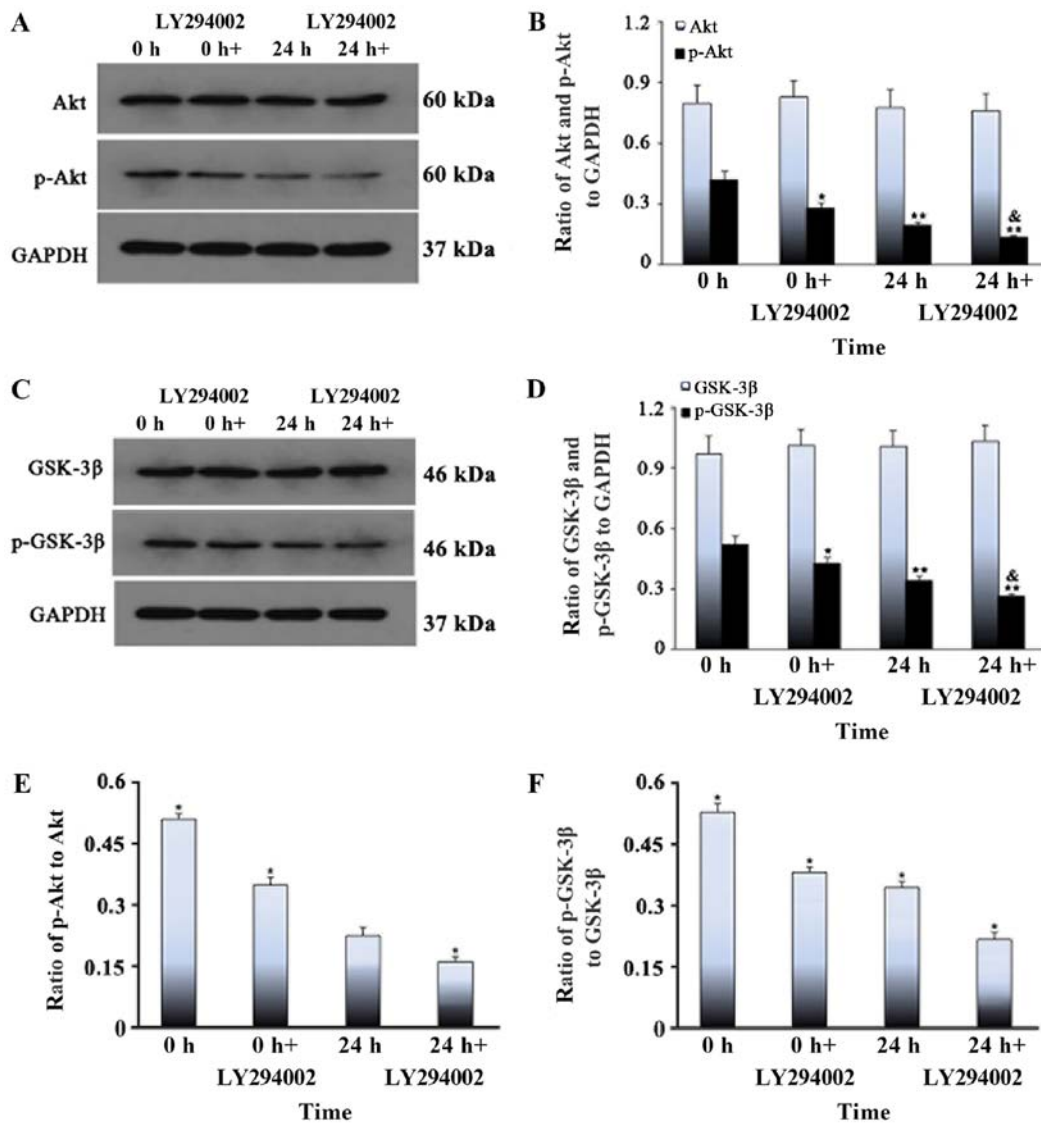 A
LY294002 LY294002
0 h 0 h+ 24 h 24 h+
Akt 60 kDa
p-Akt 60 kDa
GAPDH 37 kDa
B
Akt
p-Akt
Ratio of Akt and p-Akt
to GAPDH
1.2
0.9
0.6
0.3
0
*
**
&
**
0 h 0 h+ 24 h 24 h+
LY294002 LY294002
Time
C
LY294002 LY294002
0 h 0 h+ 24 h 24 h+
GSK-3β 46 kDa
p-GSK-3β 46 kDa
GAPDH 37 kDa
D
GSK-3β
p-GSK-3β
Ratio of GSK-3β and
p-GSK-3β to GAPDH
1.2
0.9
0.6
0.3
0
*
**
&
**
0 h 0 h+ 24 h 24 h+
LY294002 LY294002
Time
E
Ratio of p-Akt to Akt
0.6
0.45
0.3
0.15
0
*
*
*
0 h 0 h+ 24 h 24 h+
LY294002 LY294002
Time
F
Ratio of p-GSK-3β
to GSK-3β
0.6
0.45
0.3
0.15
0
*
*
*
*
0 h 0 h+ 24 h 24 h+
LY294002 LY294002
Time